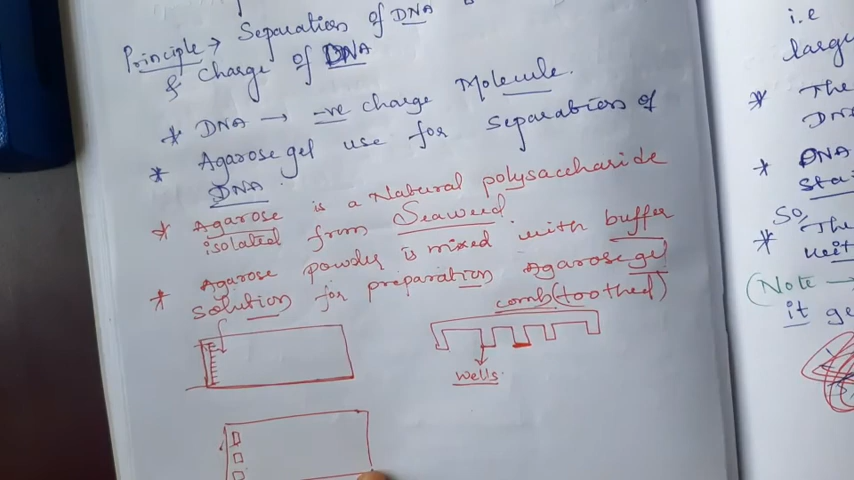 Principle → Separation of DNA
& Charge of DNA
* DNA → -ve charge Molecule.
* Agarose gel use for Separation of
DNA.
* Agarose is a Natural polysaccharide
isolated from Seaweed.
* Agarose powder is mixed with buffer
solution for preparation Agarose gel
comb (toothed)
wells.
i.e
large
* The
DNA
* DNA
stai
So,
* The
(Note →
it ge